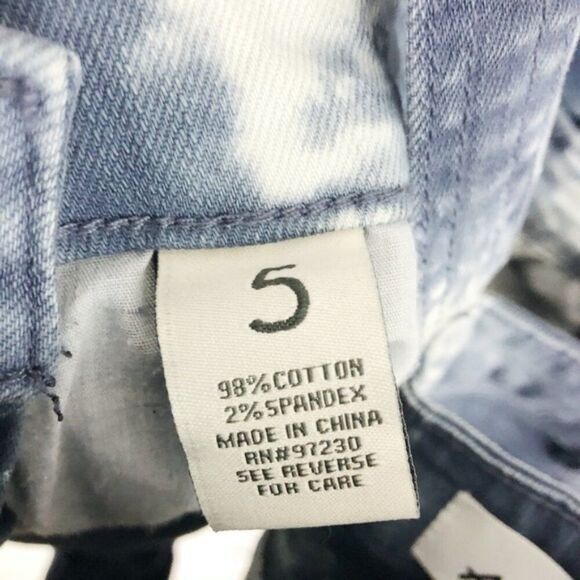 5
98% COTTON
2% SPANDEX
MADE IN CHINA
RN#97230
SEE REVERSE
FOR CARE